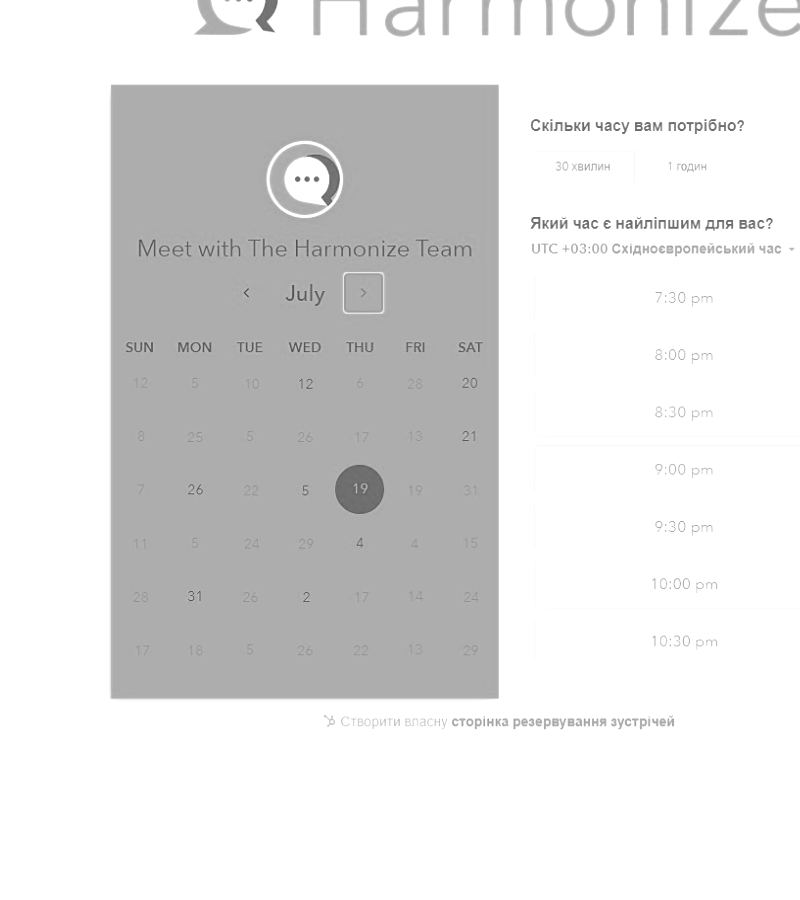 Harmonize
Meet with The Harmonize Team
July
SUN MON TUE WED THU FRI SAT
12 5 10 12 6 28 20
8 25 5 26 17 13 21
7 26 22 5 19 19 31
11 5 24 29 4 4 15
28 31 26 2 17 14 24
17 18 5 26 22 13 29
Скільки часу вам потрібно?
30 хвилин 1 годин
Який час є найліпшим для вас?
UTC +03:00 Східноєвропейський час
7:30 pm
8:00 pm
8:30 pm
9:00 pm
9:30 pm
10:00 pm
10:30 pm
Створити власну сторінка резервування зустрічей